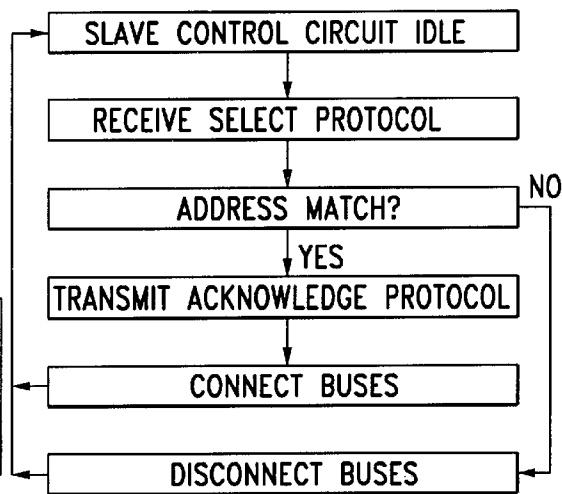 SLAVE CONTROL CIRCUIT IDLE
RECEIVE SELECT PROTOCOL
ADDRESS MATCH?
NO
YES
TRANSMIT ACKNOWLEDGE PROTOCOL
CONNECT BUSES
DISCONNECT BUSES